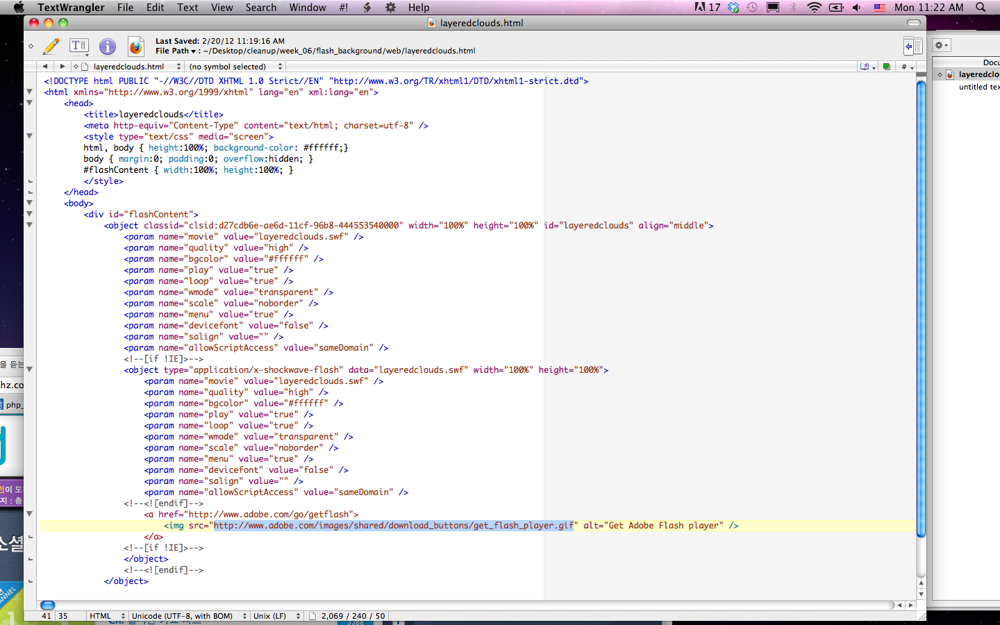 TextWrangler File Edit Text View Search Window #! Help 17 Mon 11:22 AM
layeredclouds.html
Last Saved: 2/20/12 11:19:16 AM
File Path ▾ : ~/Desktop/cleanup/week_06/flash_background/web/layeredclouds.html
layeredclouds.html (no symbol selected) #
<!DOCTYPE html PUBLIC "-//W3C//DTD XHTML 1.0 Strict//EN" "http://www.w3.org/TR/xhtml1/DTD/xhtml1-strict.dtd">
<html xmlns="http://www.w3.org/1999/xhtml" lang="en" xml:lang="en">
<head>
<title>layeredclouds</title>
<meta http-equiv="Content-Type" content="text/html; charset=utf-8" />
<style type="text/css" media="screen">
html, body { height:100%; background-color: #ffffff;}
body { margin:0; padding:0; overflow:hidden; }
#flashContent { width:100%; height:100%; }
</style>
</head>
<body>
<div id="flashContent">
<object classid="clsid:d27cdb6e-ae6d-11cf-96b8-444553540000" width="100%" height="100%" id="layeredclouds" align="middle">
<param name="movie" value="layeredclouds.swf" />
<param name="quality" value="high" />
<param name="bgcolor" value="#ffffff" />
<param name="play" value="true" />
<param name="loop" value="true" />
<param name="wmode" value="transparent" />
<param name="scale" value="noborder" />
<param name="menu" value="true" />
<param name="devicefont" value="false" />
<param name="salign" value="" />
<param name="allowScriptAccess" value="sameDomain" />
<!--[if !IE]>-->
<object type="application/x-shockwave-flash" data="layeredclouds.swf" width="100%" height="100%">
<param name="movie" value="layeredclouds.swf" />
<param name="quality" value="high" />
<param name="bgcolor" value="#ffffff" />
<param name="play" value="true" />
<param name="loop" value="true" />
<param name="wmode" value="transparent" />
<param name="scale" value="noborder" />
<param name="menu" value="true" />
<param name="devicefont" value="false" />
<param name="salign" value="" />
<param name="allowScriptAccess" value="sameDomain" />
<!--<![endif]-->
<a href="http://www.adobe.com/go/getflash">
<img src="http://www.adobe.com/images/shared/download_buttons/get_flash_player.gif" alt="Get Adobe Flash player" />
</a>
<!--[if !IE]>-->
</object>
<!--<![endif]-->
</object>
41 35 HTML Unicode (UTF-8, with BOM) Unix (LF) 2,069 / 240 / 50
Docu
layeredclo
untitled tex
을 듣는
hz.co
php_
이 도
지 : 총
소셜